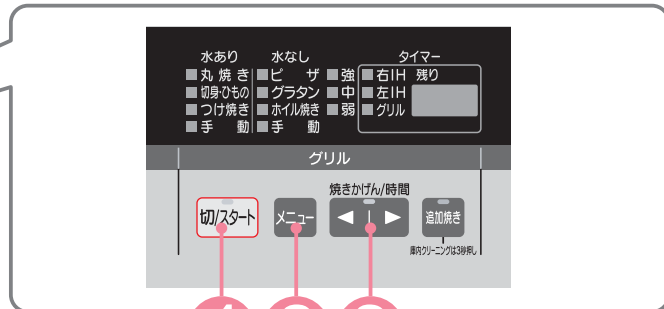 水あり 水なし タイマー
丸焼き ピザ 強 右IH 残り
切身・ひもの グラタン 中 左IH
つけ焼き ホイル焼き 弱 グリル
手動 手動
グリル
焼きかげん/時間
切/スタート メニュー ◀ | ▶ 追加焼き
庫内クリーニングは3秒押し